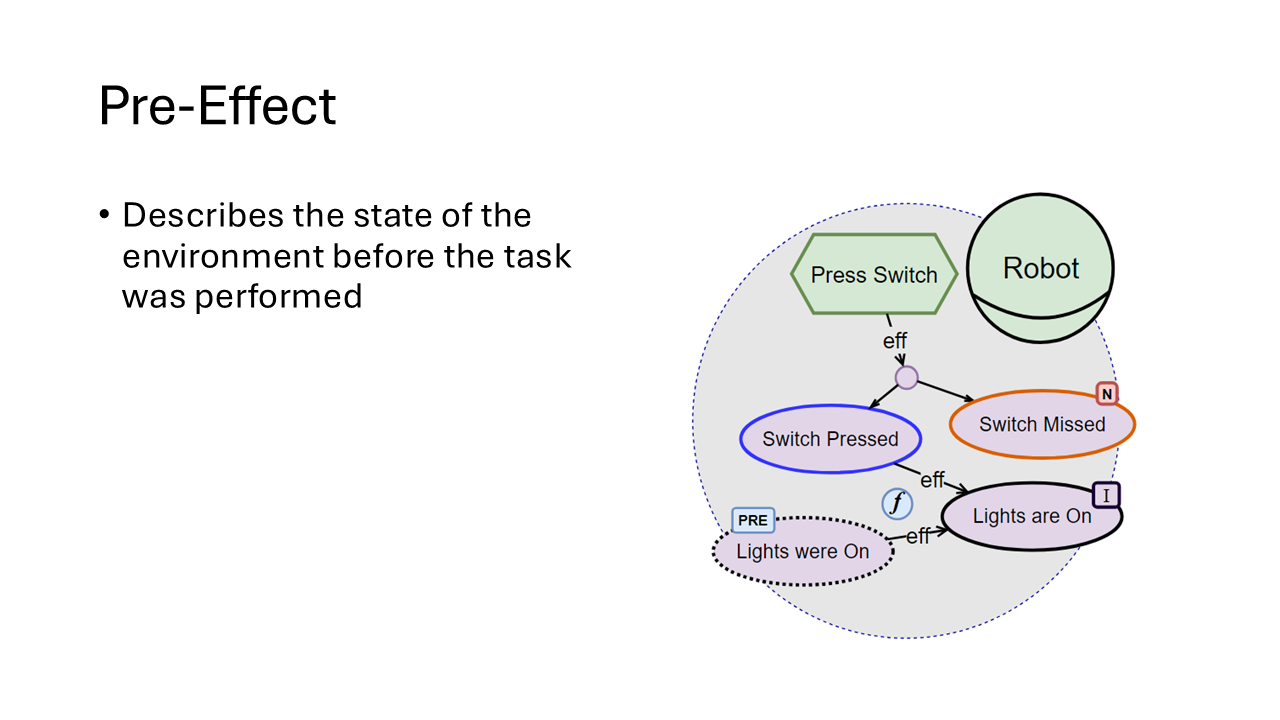 Pre-Effect
• Describes the state of the
environment before the task
was performed
Robot
Press Switch
eff
N
Switch Missed
Switch Pressed
eff
I
f
Lights are On
PRE
eff
Lights were On